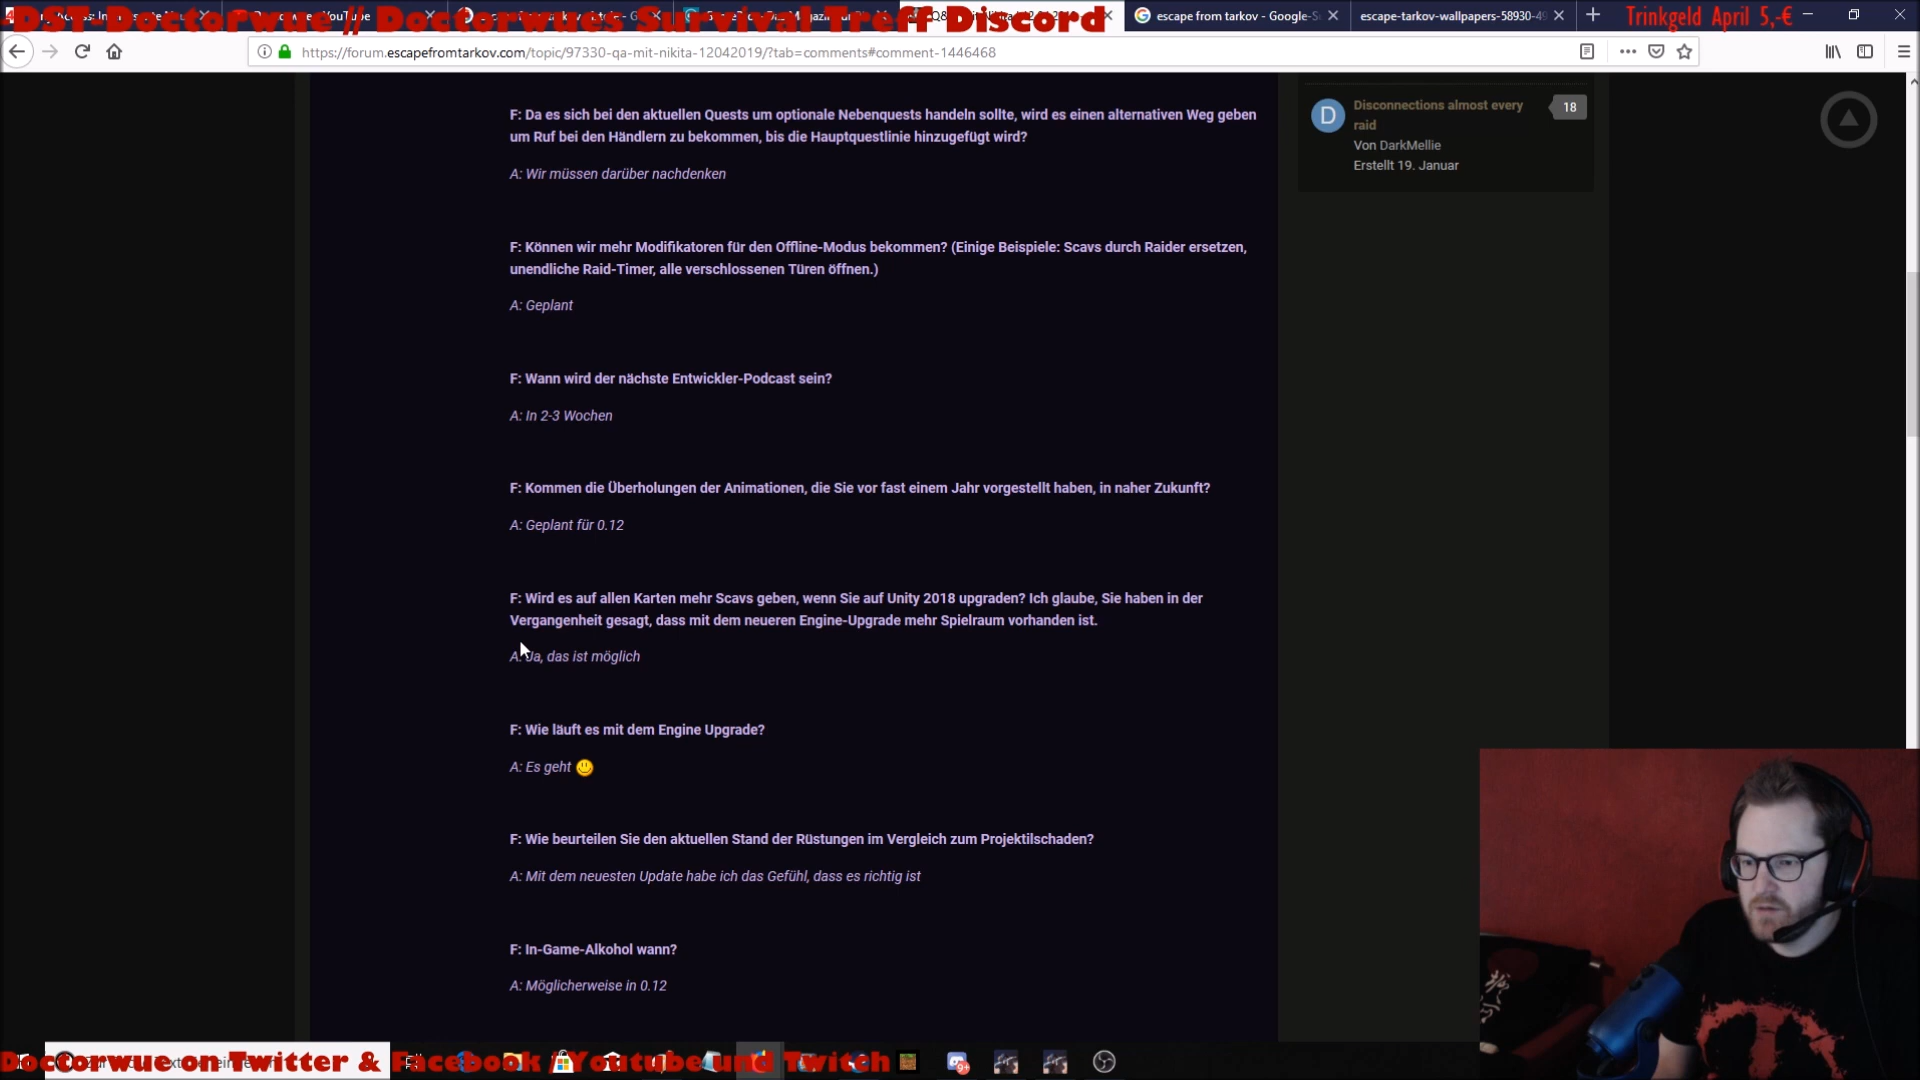 DST-Doctorwue // Doctorwues Survival Treff Discord
Trinkgeld April 5,-€
escape from tarkov - Google-S
escape-tarkov-wallpapers-58930-49
https://forum.escapefromtarkov.com/topic/97330-qa-mit-nikita-12042019/?tab=comments#comment-1446468
F: Da es sich bei den aktuellen Quests um optionale Nebenquests handeln sollte, wird es einen alternativen Weg geben
um Ruf bei den Händlern zu bekommen, bis die Hauptquestlinie hinzugefügt wird?
A: Wir müssen darüber nachdenken
F: Können wir mehr Modifikatoren für den Offline-Modus bekommen? (Einige Beispiele: Scavs durch Raider ersetzen,
unendliche Raid-Timer, alle verschlossenen Türen öffnen.)
A: Geplant
F: Wann wird der nächste Entwickler-Podcast sein?
A: In 2-3 Wochen
F: Kommen die Überholungen der Animationen, die Sie vor fast einem Jahr vorgestellt haben, in naher Zukunft?
A: Geplant für 0.12
F: Wird es auf allen Karten mehr Scavs geben, wenn Sie auf Unity 2018 upgraden? Ich glaube, Sie haben in der
Vergangenheit gesagt, dass mit dem neueren Engine-Upgrade mehr Spielraum vorhanden ist.
A: Ja, das ist möglich
F: Wie läuft es mit dem Engine Upgrade?
A: Es geht
F: Wie beurteilen Sie den aktuellen Stand der Rüstungen im Vergleich zum Projektilschaden?
A: Mit dem neuesten Update habe ich das Gefühl, dass es richtig ist
F: In-Game-Alkohol wann?
A: Möglicherweise in 0.12
D
Disconnections almost every
raid
18
Von DarkMellie
Erstellt 19. Januar
Doctorwue on Twitter & Facebook / Youtube und Twitch
9+